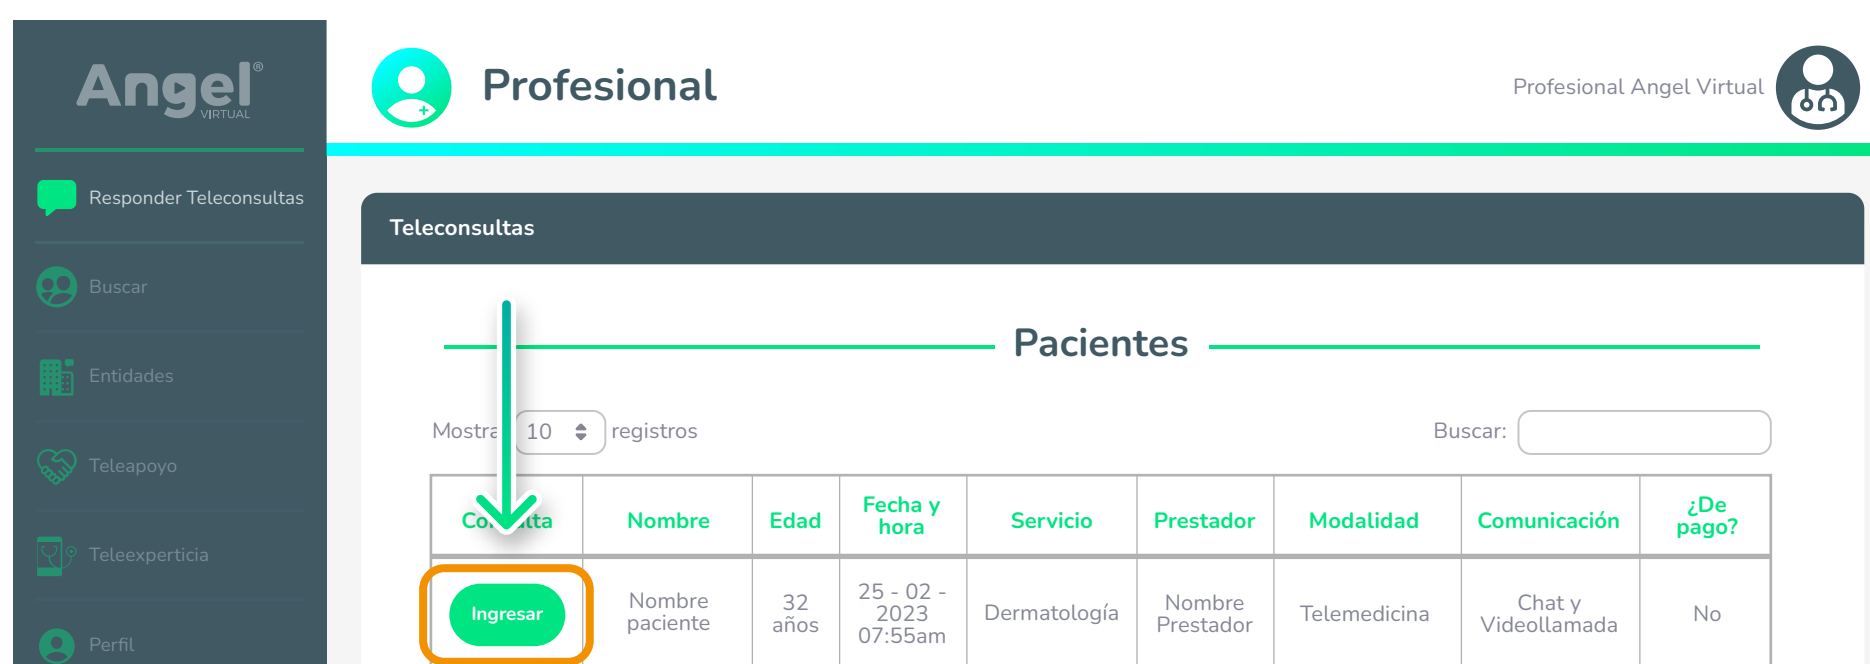 Angel®
VIRTUAL
Profesional
Profesional Angel Virtual
Responder Teleconsultas
Buscar
Entidades
Teleapoyo
Teleexperticia
Perfil
Teleconsultas
Pacientes
Mostra 10 registros
Buscar:
Nombre
Edad
Fecha y
hora
Servicio
Prestador
Modalidad
Comunicación
¿De
pago?
Ingresar
Nombre
paciente
32
años
25 - 02 -
2023
07:55am
Dermatología
Nombre
Prestador
Telemedicina
Chat y
Videollamada
No